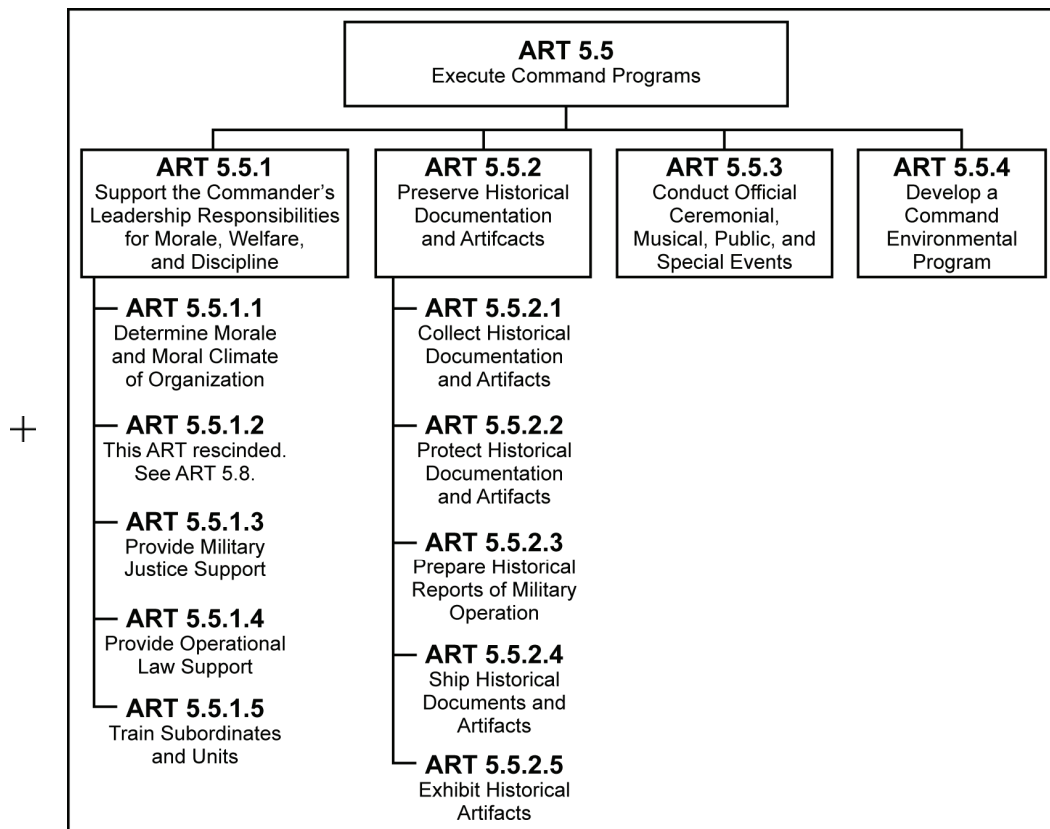 ART 5.5
Execute Command Programs
ART 5.5.1
Support the Commander's
Leadership Responsibilities
for Morale, Welfare,
and Discipline
ART 5.5.2
Preserve Historical
Documentation
and Artifcacts
ART 5.5.3
Conduct Official
Ceremonial,
Musical, Public, and
Special Events
ART 5.5.4
Develop a
Command
Environmental
Program
ART 5.5.1.1
Determine Morale
and Moral Climate
of Organization
ART 5.5.1.2
This ART rescinded.
See ART 5.8.
ART 5.5.1.3
Provide Military
Justice Support
ART 5.5.1.4
Provide Operational
Law Support
ART 5.5.1.5
Train Subordinates
and Units
ART 5.5.2.1
Collect Historical
Documentation
and Artifacts
ART 5.5.2.2
Protect Historical
Documentation
and Artifacts
ART 5.5.2.3
Prepare Historical
Reports of Military
Operation
ART 5.5.2.4
Ship Historical
Documents and
Artifacts
ART 5.5.2.5
Exhibit Historical
Artifacts
+